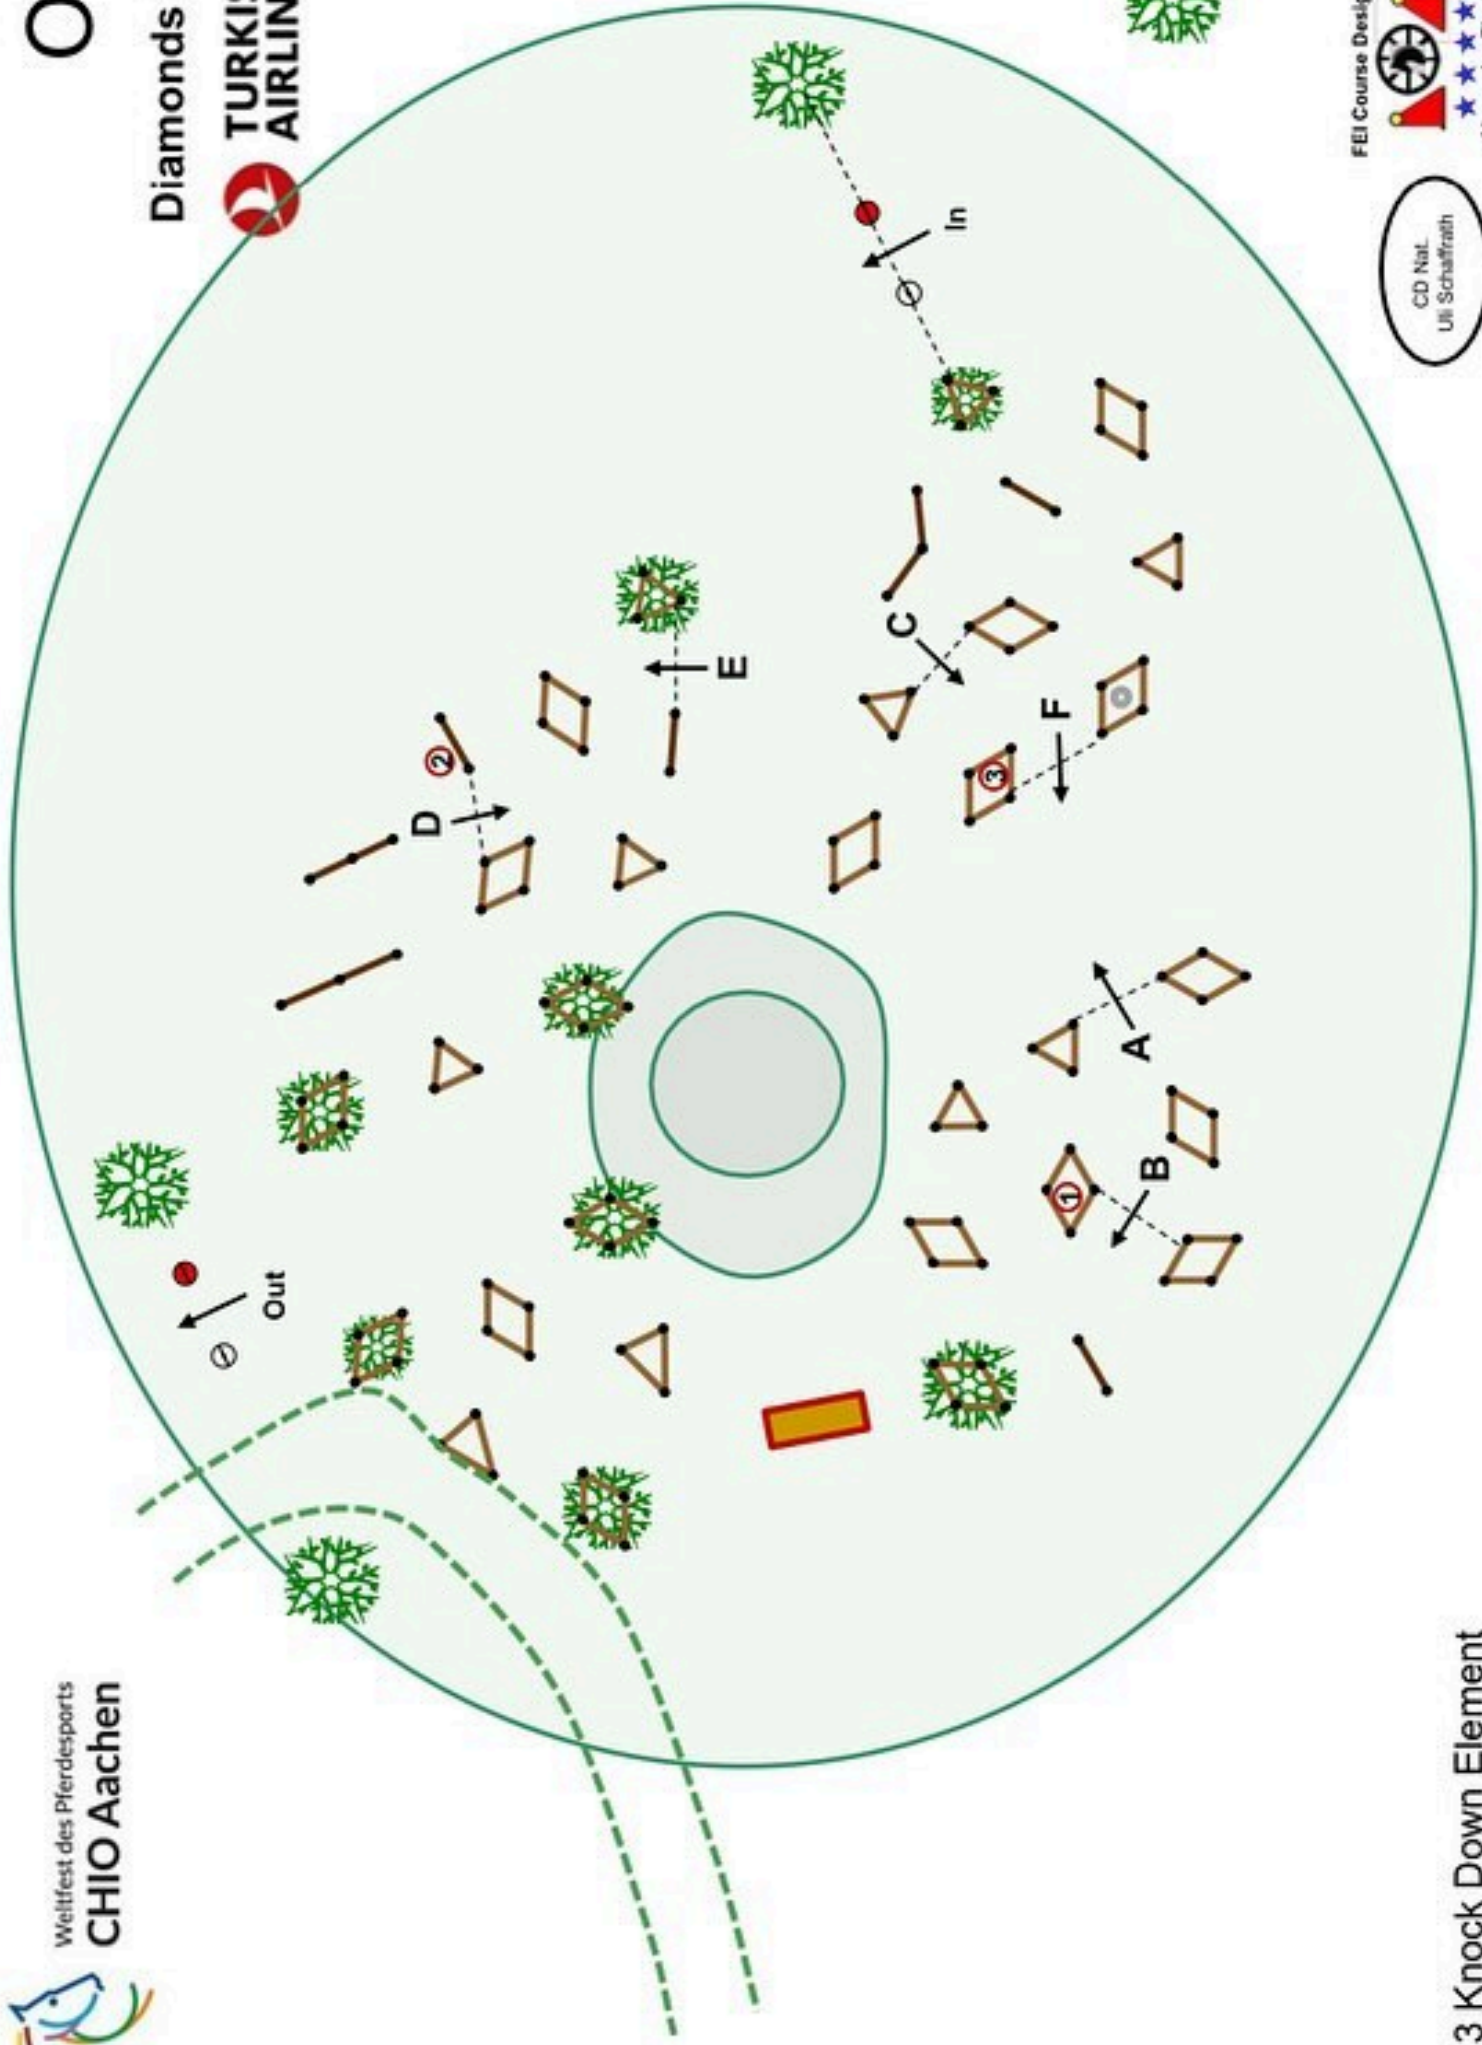 O
Diamonds
TURKIS
AIRLIN
Weltfest des Pferdesports
CHIO Aachen
FEI Course Desig
CD Nat.
Uli Schaffrath
In
Out
A
B
C
D
E
F
1
2
3
3 Knock Down Element